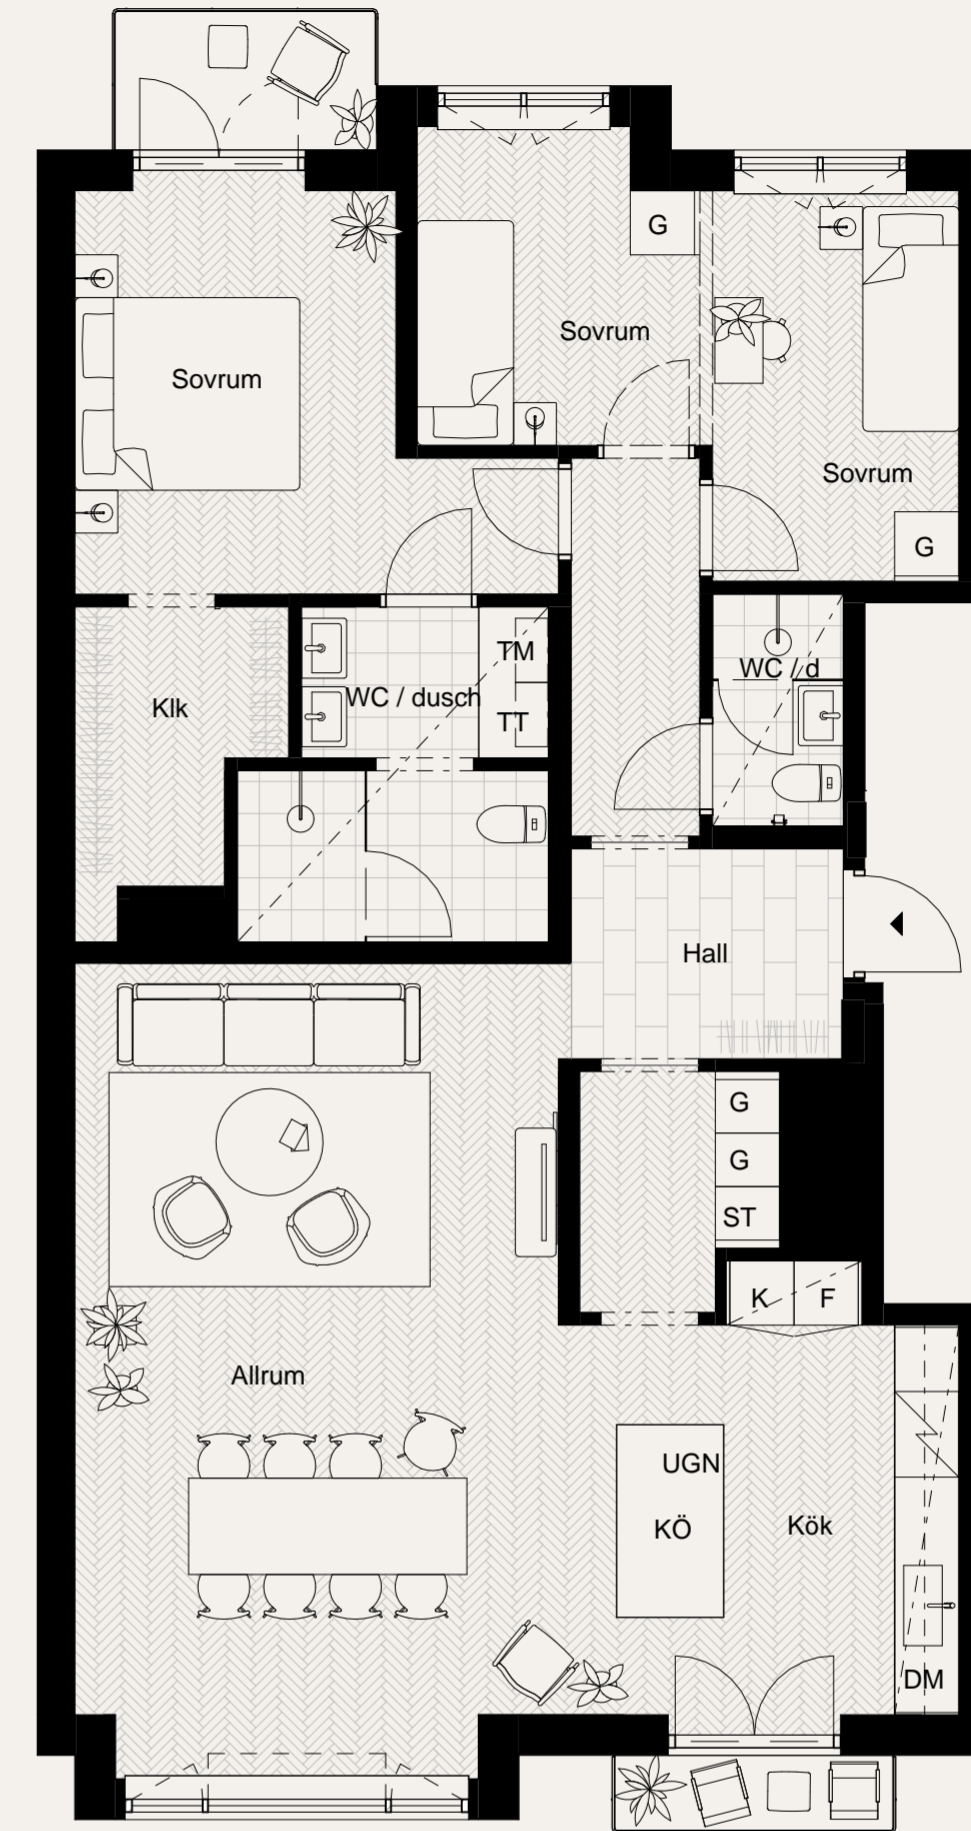 G
Sovrum
Sovrum
Sovrum
G
TM
WC / d
WC / dusch
Klk
TT
Hall
G
G
ST
K
F
Allrum
UGN
KÖ
Kök
DM